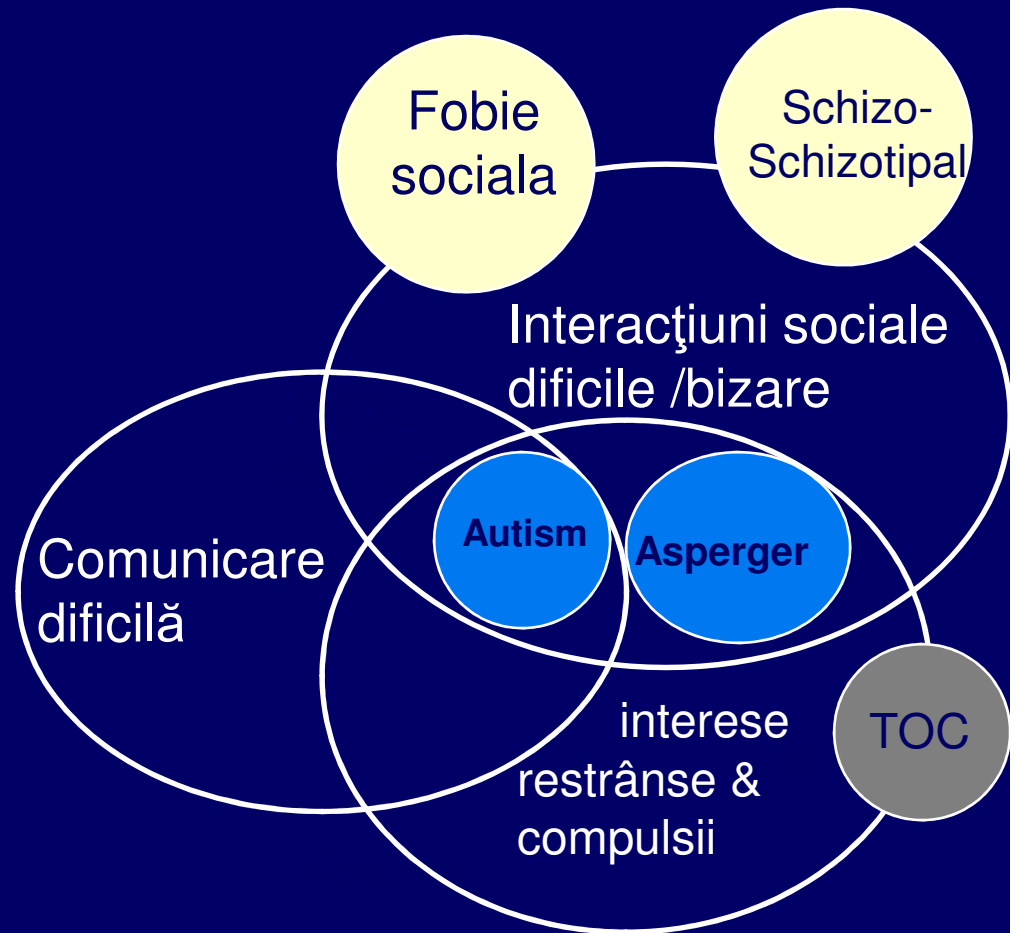 Fobie
sociala
Schizo-
Schizotipal
Interacţiuni sociale
dificile /bizare
Autism
Asperger
Comunicare
dificilă
interese
restrânse &
compulsii
TOC